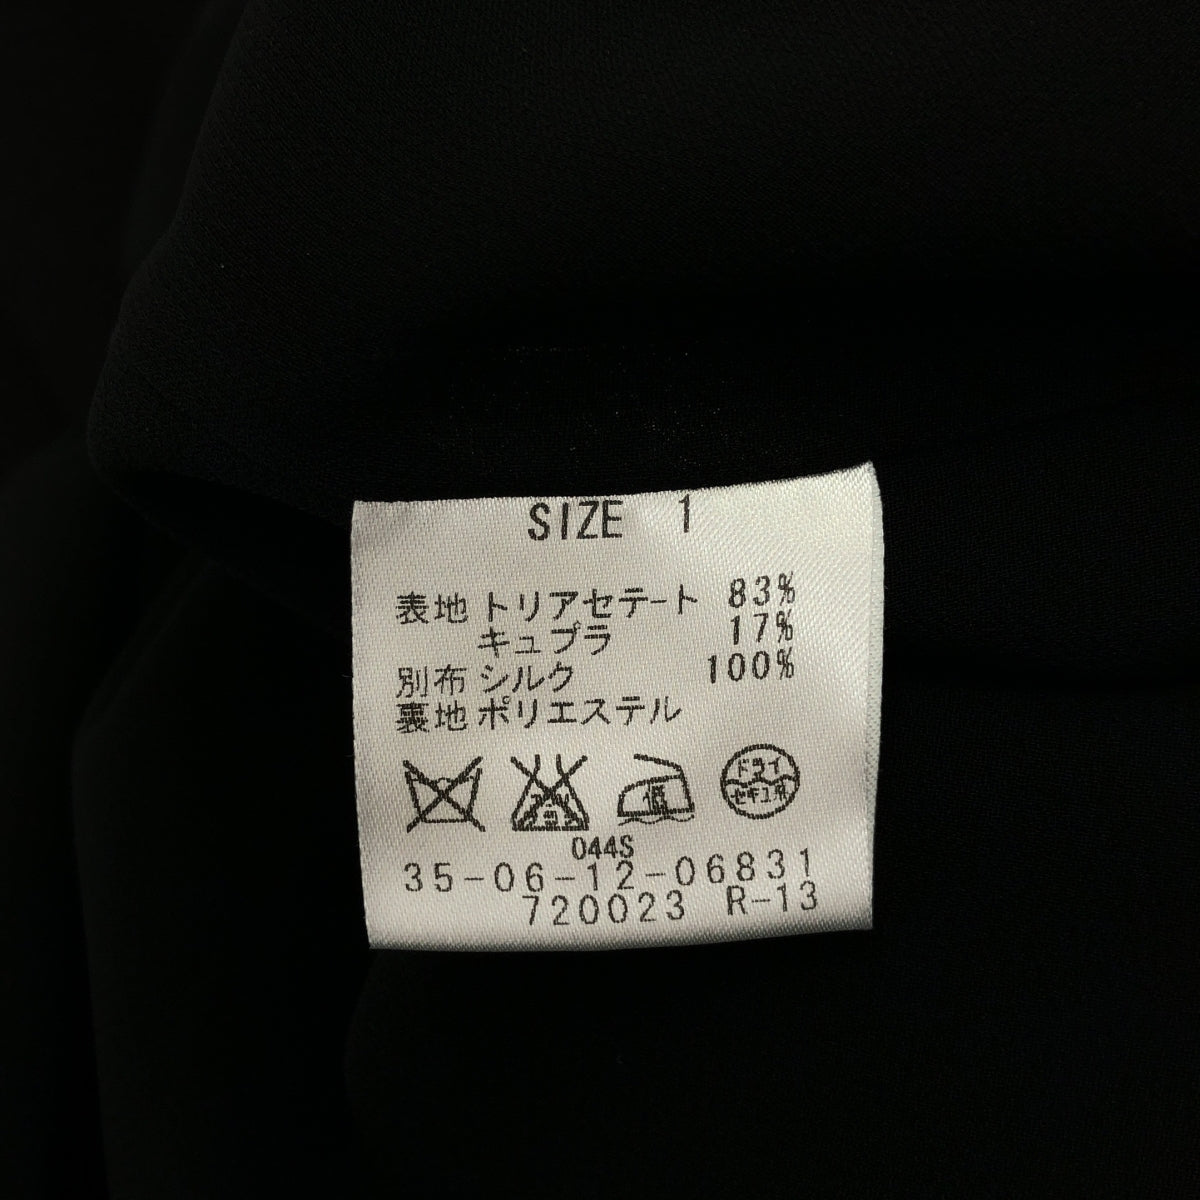 SIZE 1
表地 トリアセテート 83%
キュプラ 17%
別布 シルク 100%
裏地 ポリエステル
低
ドライ
セキユ系
044S
35-06-12-06831
720023 R-13